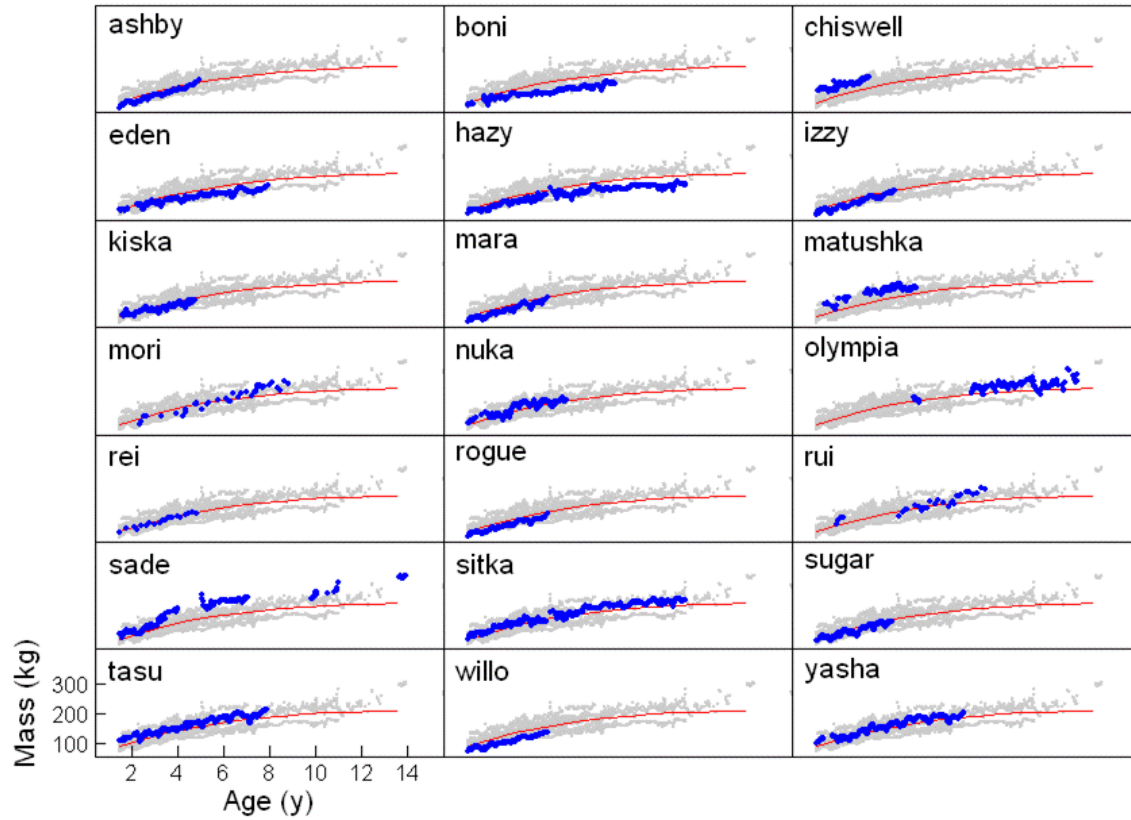 ashby boni chiswell
eden hazy izzy
kiska mara matushka
mori nuka olympia
rei rogue rui
sade sitka sugar
tasu willo yasha
300
200
100
Mass (kg)
2 4 6 8 10 12 14
Age (y)